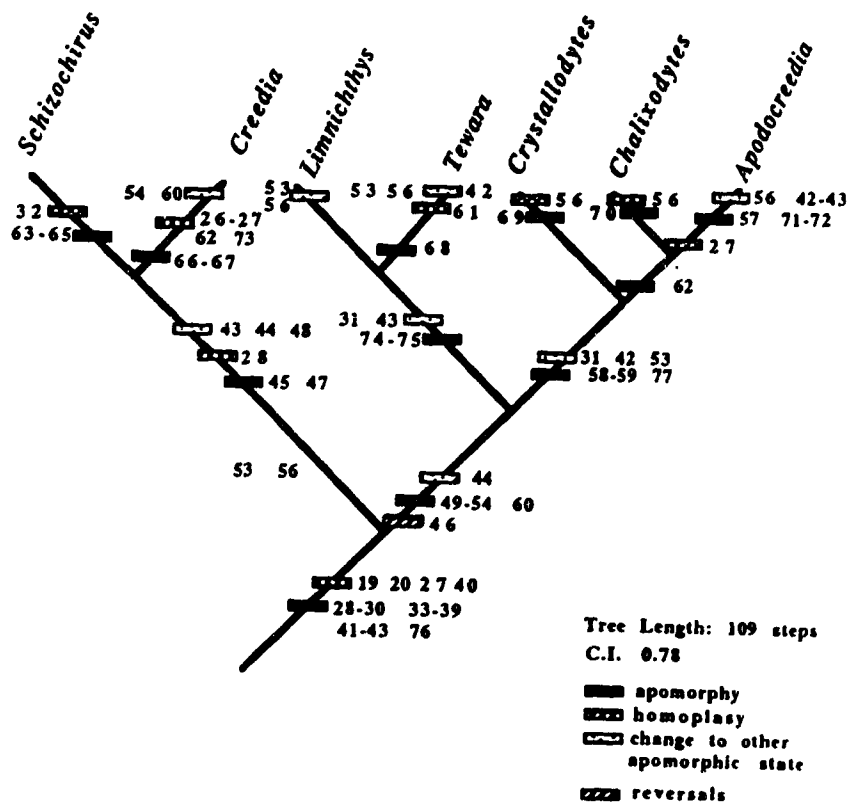 Schizochirus
Creedia
Limnichthys
Tewara
Crystallodytes
Chalixodytes
Apodocreedia
32
63-65
54 60
26-27
62 73
66-67
43 44 48
28
45 47
53 56
53
56
53 56
42
61
68
31 43
74-75
56
69
56
70
56 42-43
57 71-72
27
62
31 42 53
58-59 77
44
49-54 60
46
19 20 27 40
28-30 33-39
41-43 76
Tree Length: 109 steps
C.I. 0.78
apomorphy
homoplasy
change to other
apomorphic state
reversals